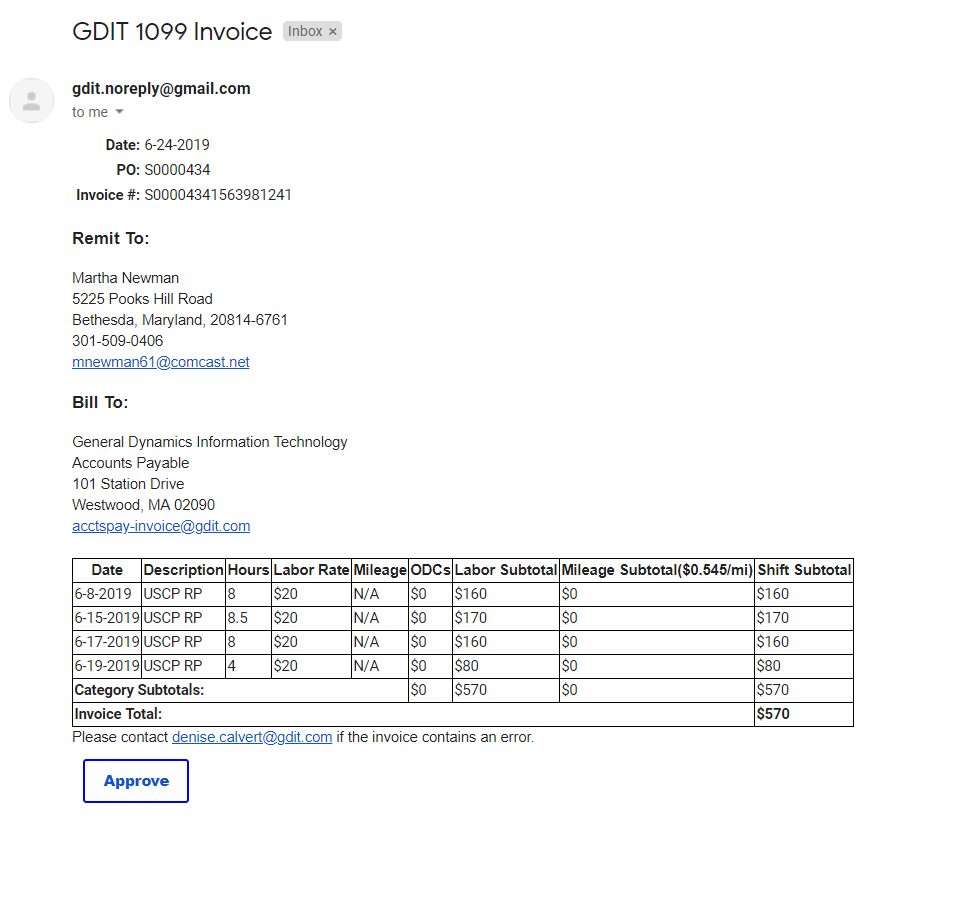 GDIT 1099 Invoice Inbox ×
gdit.noreply@gmail.com
to me
Date: 6-24-2019
PO: S0000434
Invoice #: S00004341563981241
Remit To:
Martha Newman
5225 Pooks Hill Road
Bethesda, Maryland, 20814-6761
301-509-0406
mnewman61@comcast.net
Bill To:
General Dynamics Information Technology
Accounts Payable
101 Station Drive
Westwood, MA 02090
acctspay-invoice@gdit.com
Date Description Hours Labor Rate Mileage ODCs Labor Subtotal Mileage Subtotal($0.545/mi) Shift Subtotal
6-8-2019 USCP RP 8 $20 N/A $0 $160 $0 $160
6-15-2019 USCP RP 8.5 $20 N/A $0 $170 $0 $170
6-17-2019 USCP RP 8 $20 N/A $0 $160 $0 $160
6-19-2019 USCP RP 4 $20 N/A $0 $80 $0 $80
Category Subtotals: $0 $570 $0 $570
Invoice Total: $570
Please contact denise.calvert@gdit.com if the invoice contains an error.
Approve